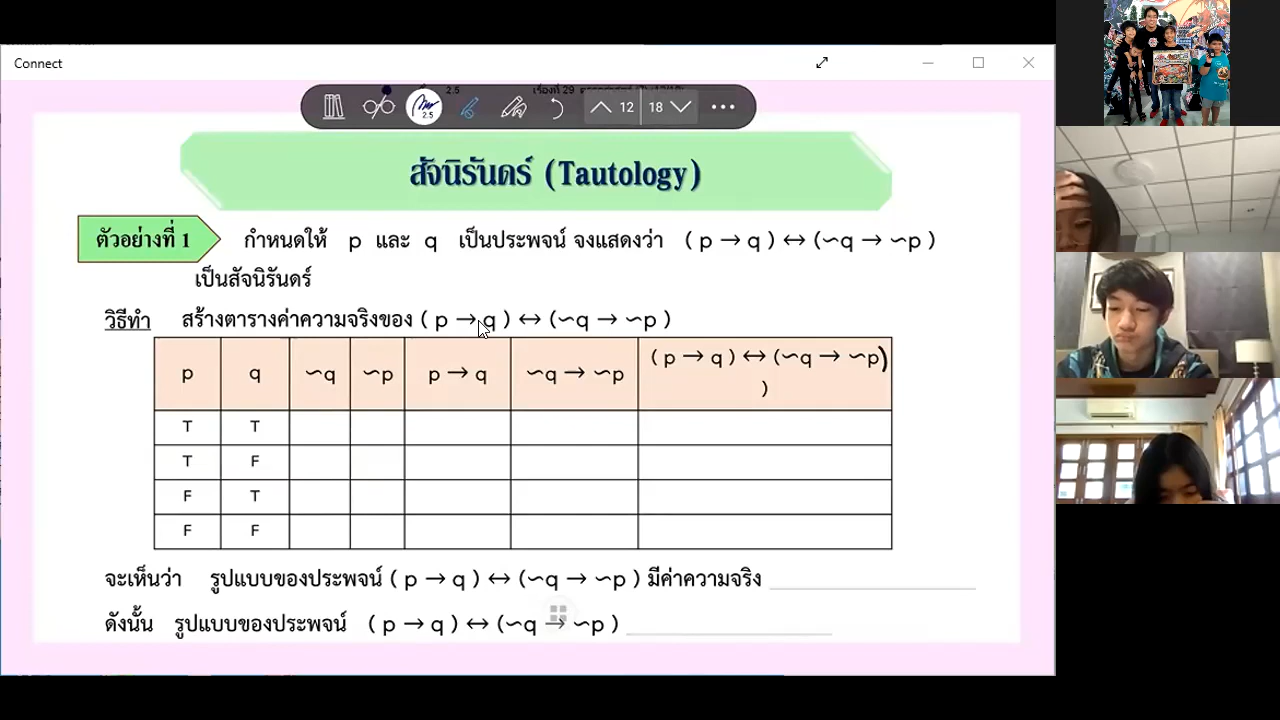 Connect
2.5
12 18
สัจนิรันดร์ (Tautology)
ตัวอย่างที่ 1 กำหนดให้ p และ q เป็นประพจน์ จงแสดงว่า ( p → q ) ↔ (∽q → ∽p )
เป็นสัจนิรันดร์
วิธีทำ สร้างตารางค่าความจริงของ ( p → q ) ↔ (∽q → ∽p )
p q ∽q ∽p p → q ∽q → ∽p ( p → q ) ↔ (∽q → ∽p)
)
T T
T F
F T
F F
จะเห็นว่า รูปแบบของประพจน์ ( p → q ) ↔ (∽q → ∽p ) มีค่าความจริง
ดังนั้น รูปแบบของประพจน์ ( p → q ) ↔ (∽q → ∽p )